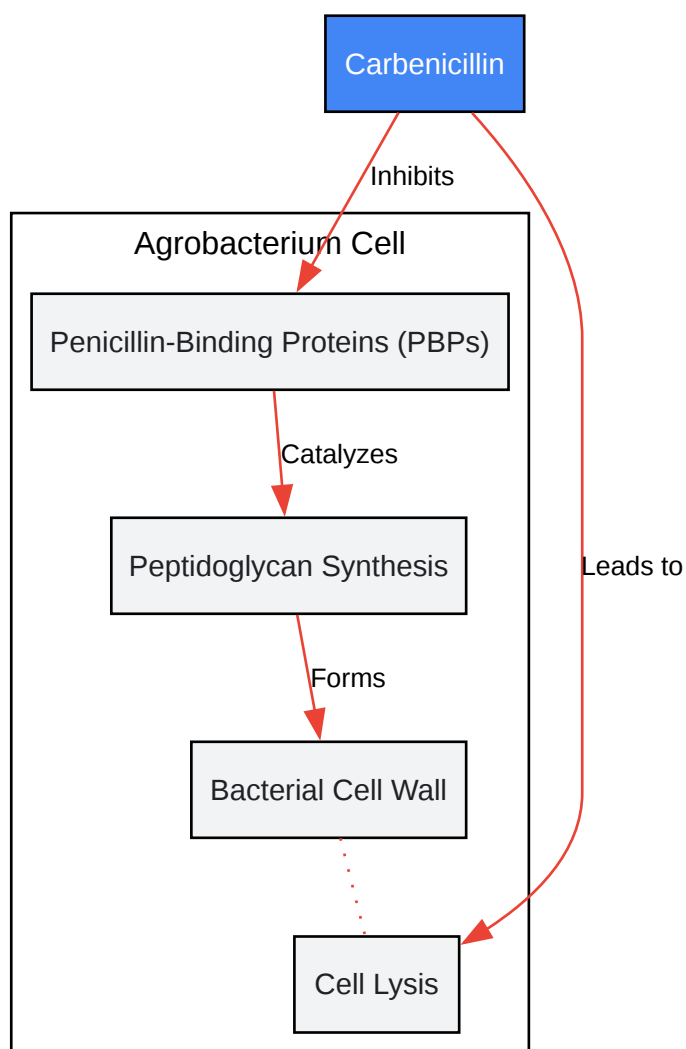 Carbenicillin
Inhibits
Agrobacterium Cell
Penicillin-Binding Proteins (PBPs)
Catalyzes
Peptidoglycan Synthesis
Leads to
Forms
Bacterial Cell Wall
Cell Lysis